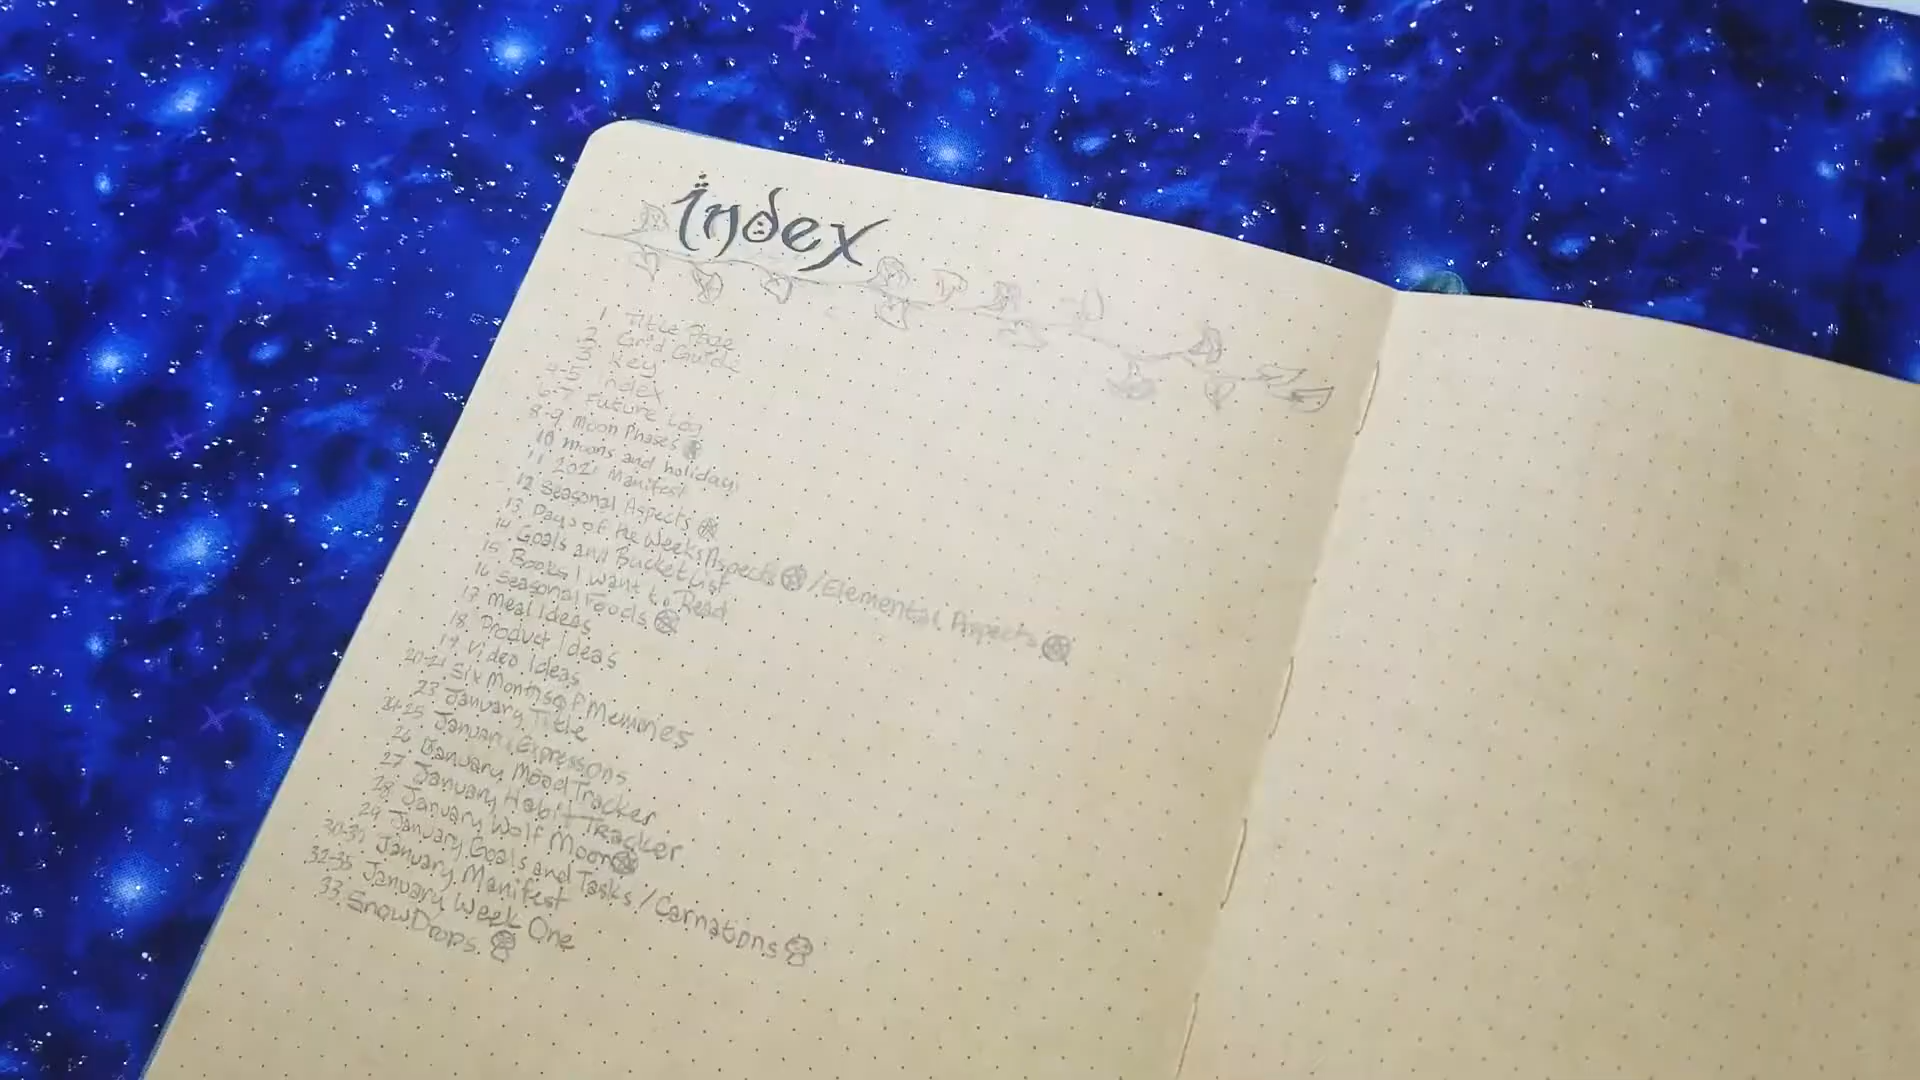 index
1 Title Page
2 Grid Guide
3 Key
4-5 Index
6-7 Future Log
8-9 Moon Phases
10 Moons and holidays
11 2021 Manifest
12 Seasonal Aspects
13 Days of the Weeks Aspects / Elemental Aspects
14 Goals and Bucket List
15 Books I want to Read
16 Seasonal Foods
17 Meal Ideas
18 Product Ideas
19 Video Ideas
20-21 Six Months of Memories
23 January Title
24-25 January Expressons
26 January Mood Tracker
27 January Habit Tracker
28 January Wolf Moon
29 January Goals and Tasks / Carnations
30-31 January Manifest
32-35 January Week One
33 SnowDrops